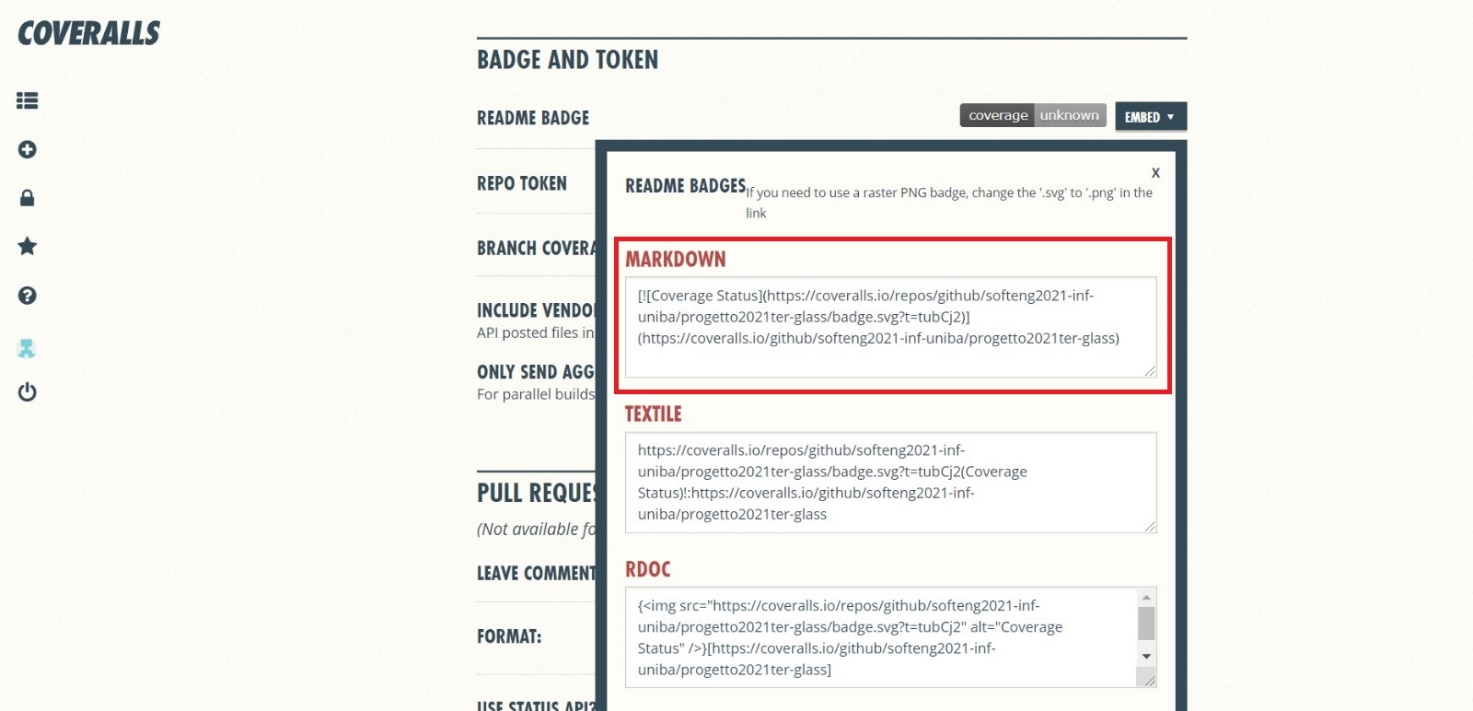 COVERALLS
BADGE AND TOKEN
README BADGE
coverage unknown
EMBED ▼
REPO TOKEN
BRANCH COVERA
INCLUDE VENDO
API posted files in
ONLY SEND AGG
For parallel builds
PULL REQUES
(Not available fo
LEAVE COMMENT
FORMAT:
USE STATUS API?
X
README BADGES
If you need to use a raster PNG badge, change the '.svg' to '.png' in the
link
MARKDOWN
[![Coverage Status](https://coveralls.io/repos/github/softeng2021-inf-
uniba/progetto2021ter-glass/badge.svg?t=tubCj2)]
(https://coveralls.io/github/softeng2021-inf-uniba/progetto2021ter-glass)
TEXTILE
https://coveralls.io/repos/github/softeng2021-inf-
uniba/progetto2021ter-glass/badge.svg?t=tubCj2(Coverage
Status)!:https://coveralls.io/github/softeng2021-inf-
uniba/progetto2021ter-glass
RDOC
{<img src="https://coveralls.io/repos/github/softeng2021-inf-
uniba/progetto2021ter-glass/badge.svg?t=tubCj2" alt="Coverage
Status" />}[https://coveralls.io/github/softeng2021-inf-
uniba/progetto2021ter-glass]